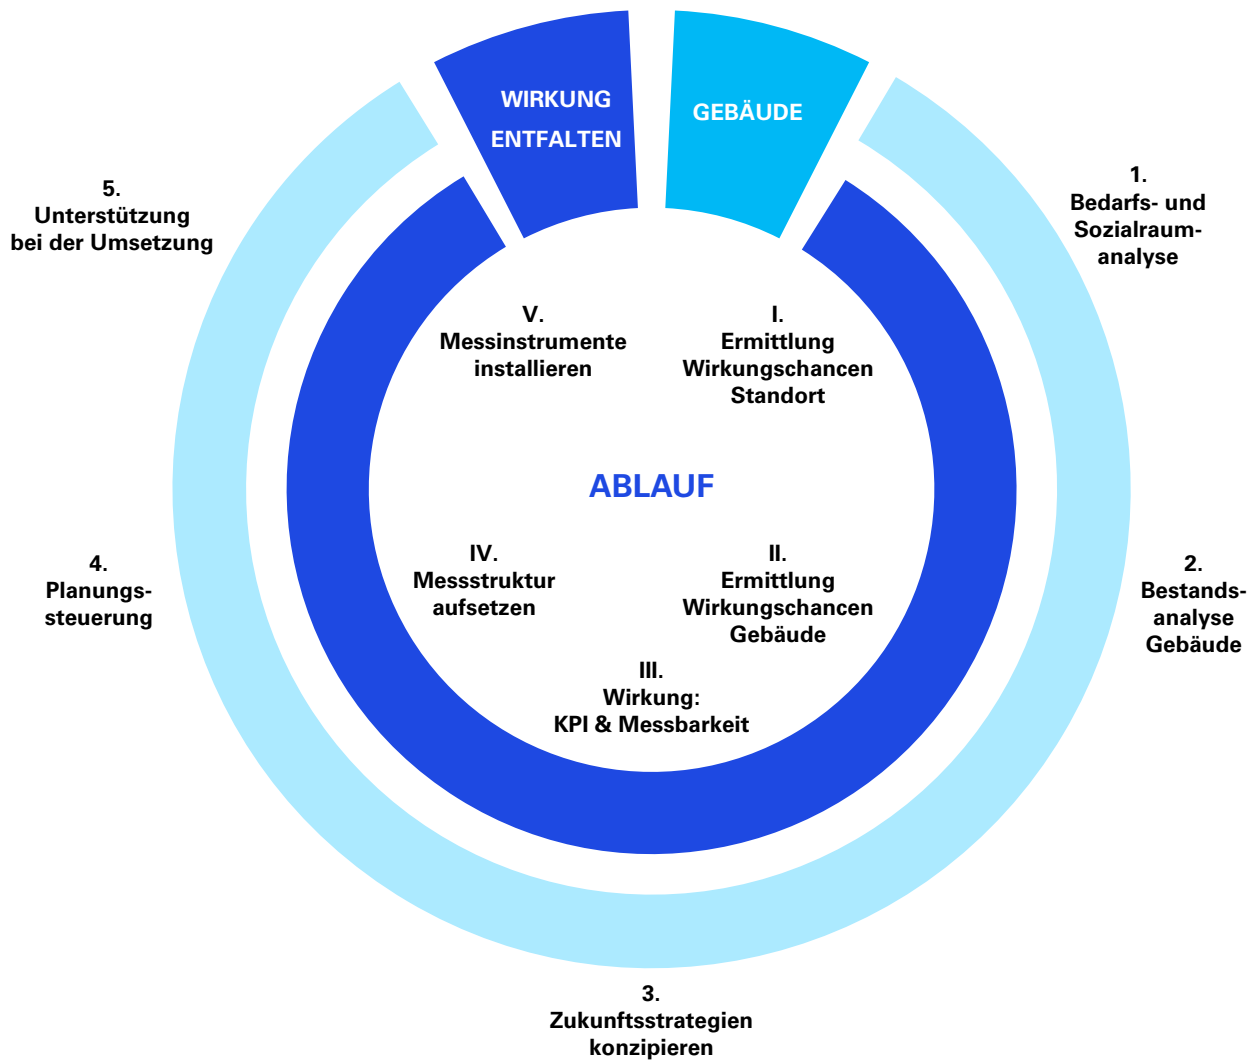 WIRKUNG
ENTFALTEN
GEBÄUDE
1.
Bedarfs- und
Sozialraum-
analyse
2.
Bestands-
analyse
Gebäude
3.
Zukunftsstrategien
konzipieren
4.
Planungs-
steuerung
5.
Unterstützung
bei der Umsetzung
I.
Ermittlung
Wirkungschancen
Standort
II.
Ermittlung
Wirkungschancen
Gebäude
III.
Wirkung:
KPI & Messbarkeit
IV.
Messstruktur
aufsetzen
V.
Messinstrumente
installieren
ABLAUF